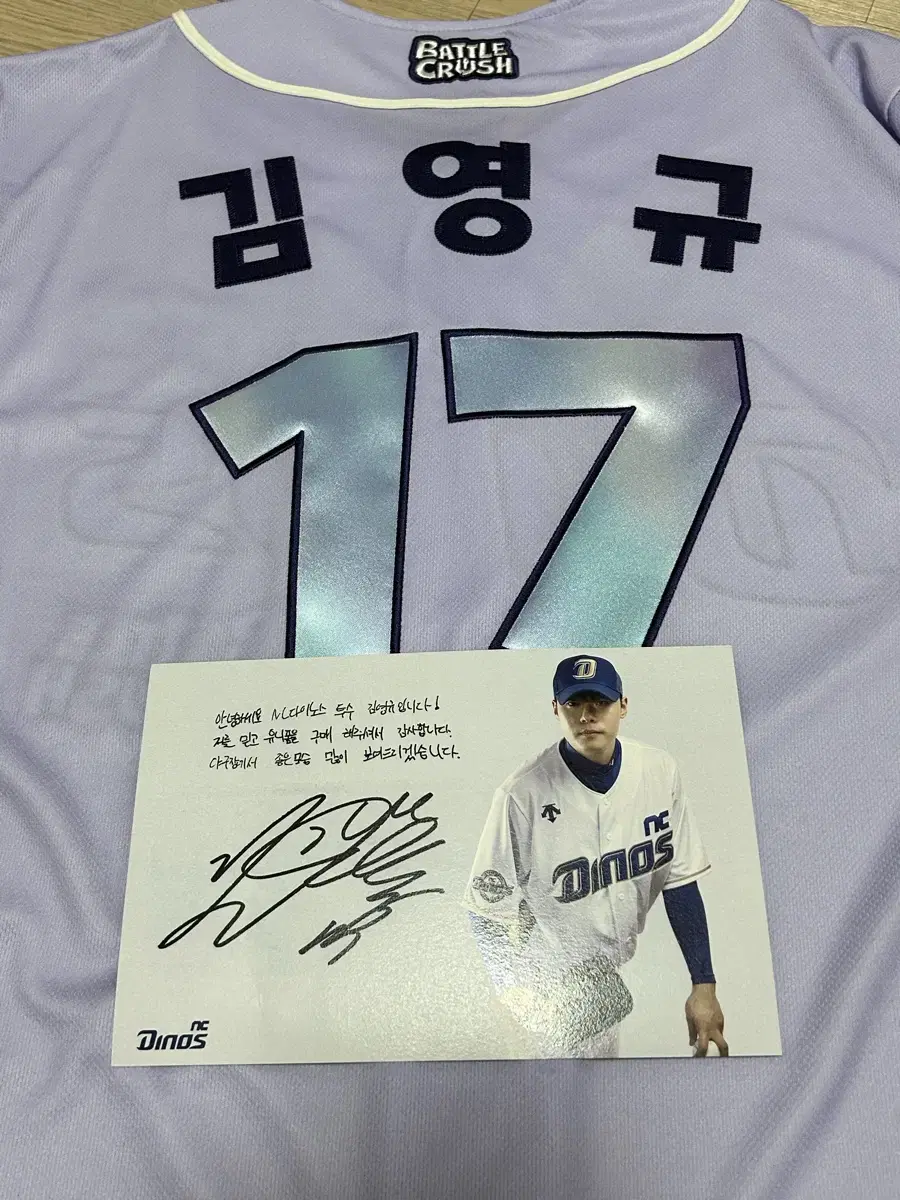 BATTLE
CRUSH
김영규
17
안녕하세요 NC다이노스 투수 김영규입니다!
저를 믿고 유니폼을 구매 해주셔서 감사합니다.
야구장에서 좋은모습 많이 보여드리겠습니다.
D
nc
Dinos
nc
Dinos